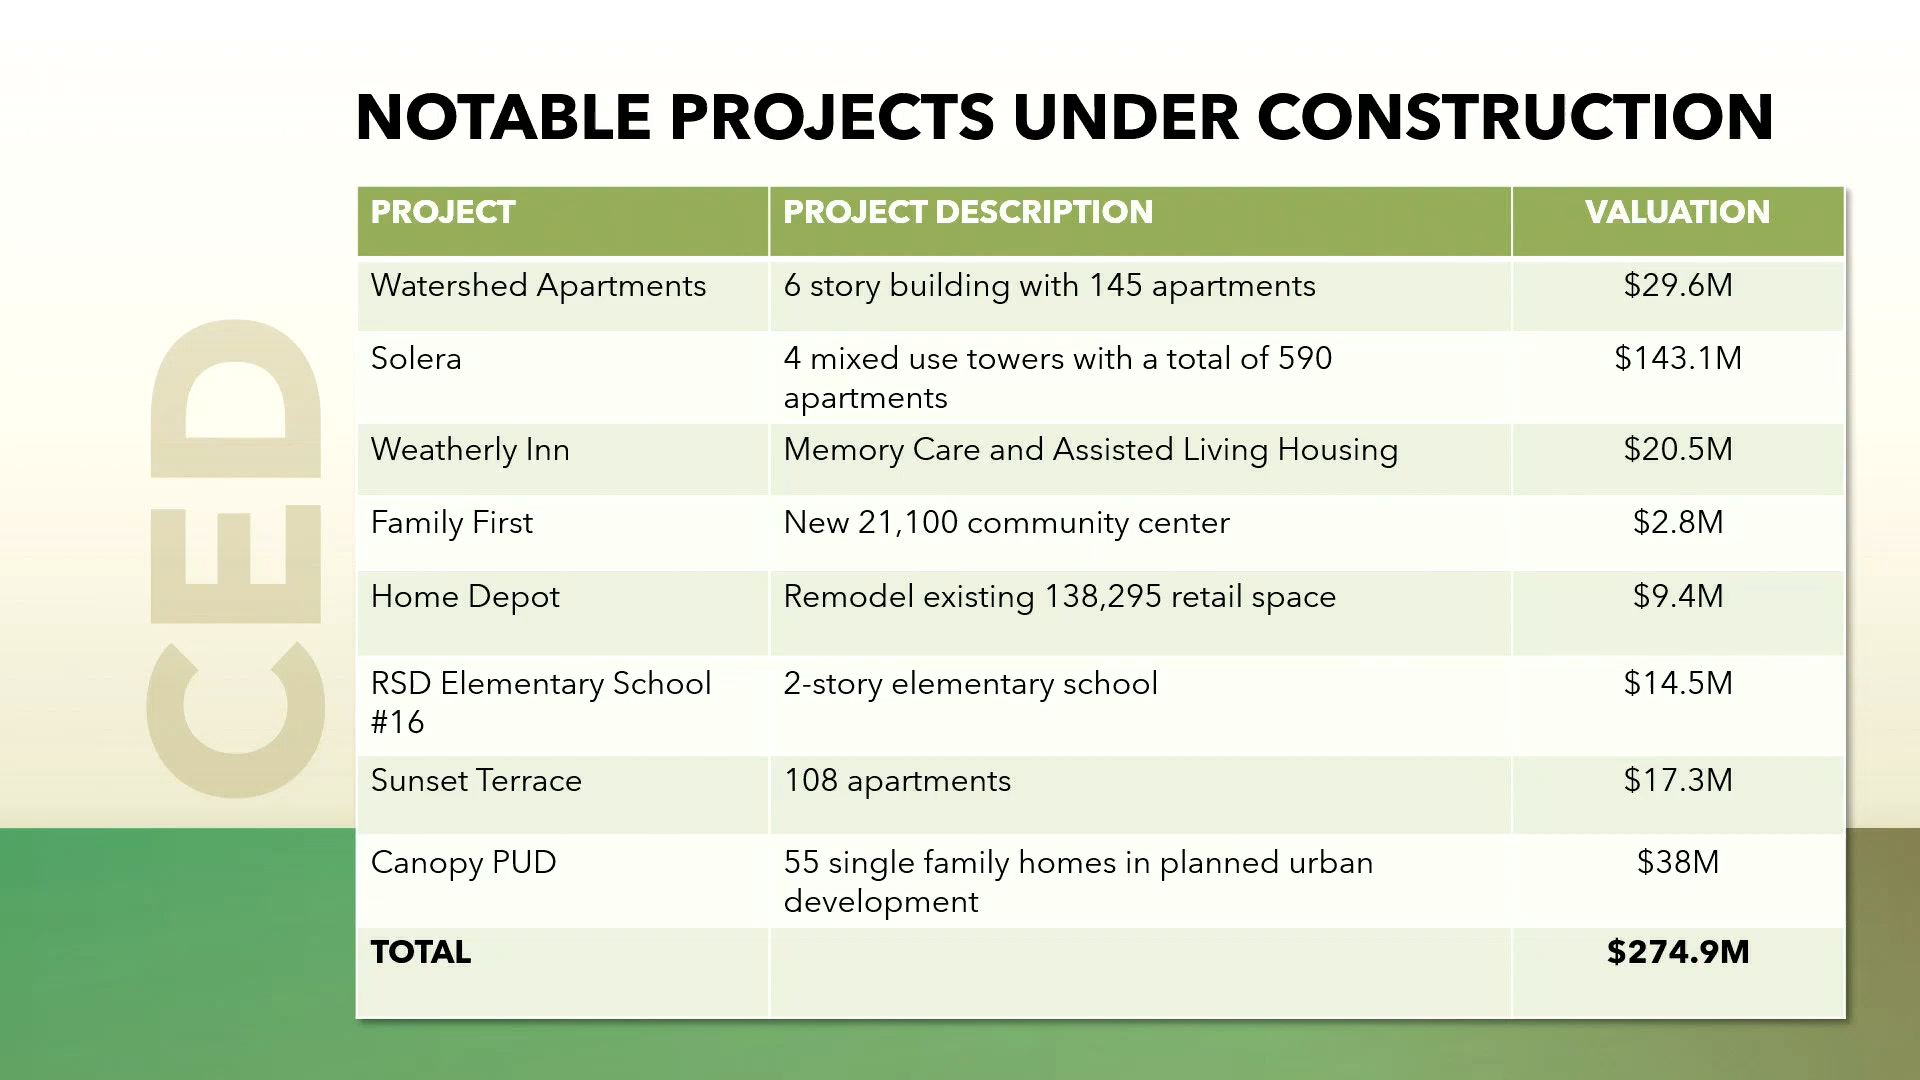 NOTABLE PROJECTS UNDER CONSTRUCTION
CED
PROJECT PROJECT DESCRIPTION VALUATION
Watershed Apartments 6 story building with 145 apartments $29.6M
Solera 4 mixed use towers with a total of 590 $143.1M
apartments
Weatherly Inn Memory Care and Assisted Living Housing $20.5M
Family First New 21,100 community center $2.8M
Home Depot Remodel existing 138,295 retail space $9.4M
RSD Elementary School 2-story elementary school $14.5M
#16
Sunset Terrace 108 apartments $17.3M
Canopy PUD 55 single family homes in planned urban $38M
development
TOTAL $274.9M